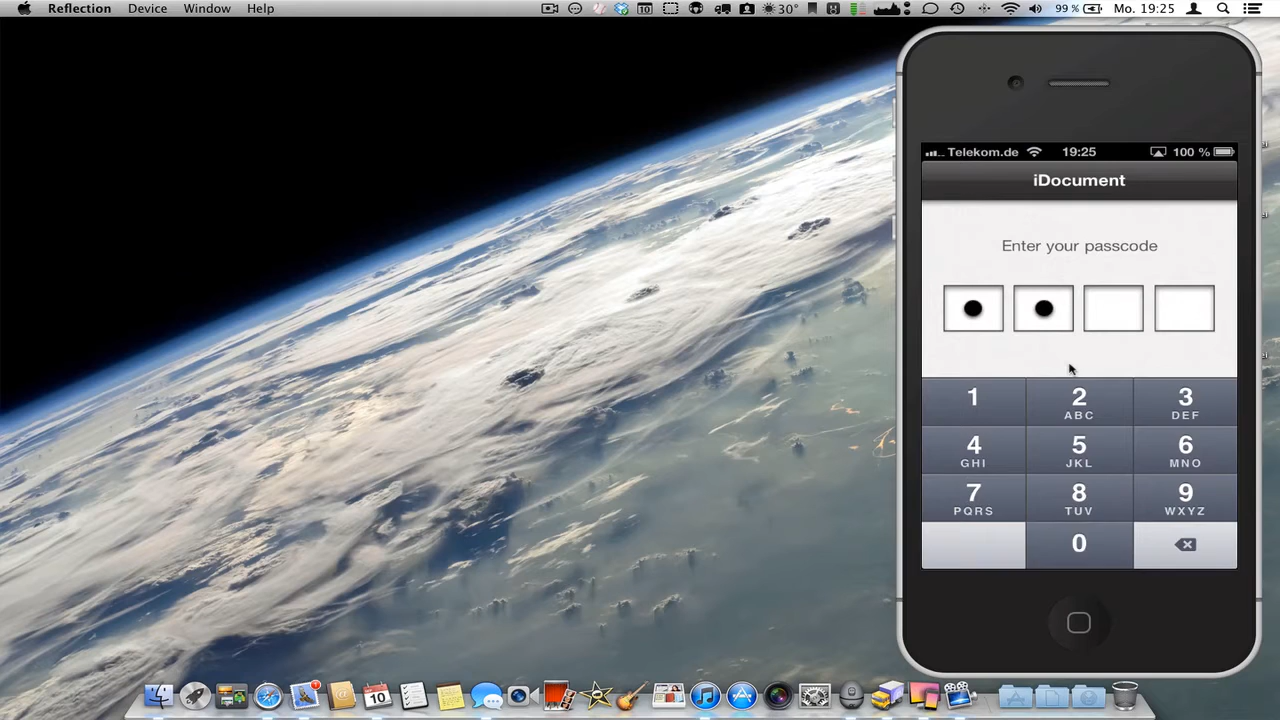 Reflection Device Window Help 30° 99 % Mo. 19:25
Telekom.de 19:25 100 %
iDocument
Enter your passcode
1 2 3
ABC DEF
4 5 6
GHI JKL MNO
7 8 9
PQRS TUV WXYZ
0
10